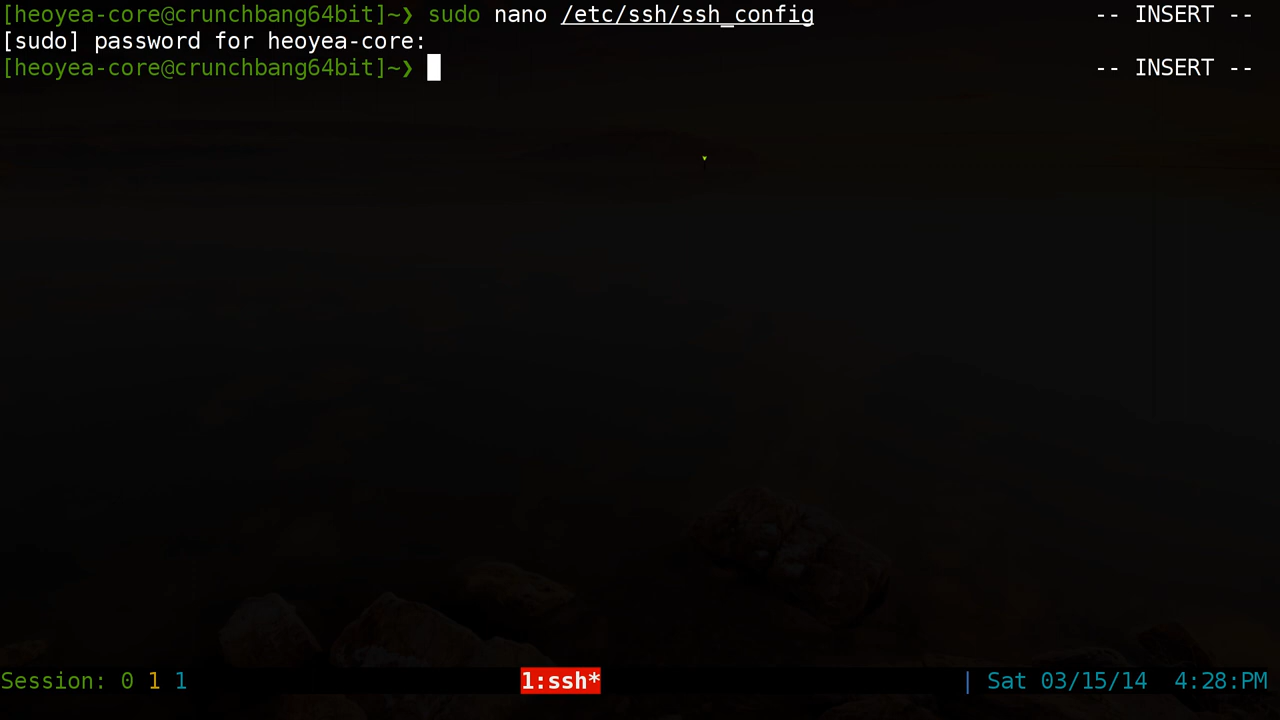 [heoyea-core@crunchbang64bit]~❯ sudo nano /etc/ssh/ssh_config -- INSERT --
[sudo] password for heoyea-core:
[heoyea-core@crunchbang64bit]~❯ -- INSERT --
Session: 0 1 1 1:ssh* | Sat 03/15/14 4:28:PM